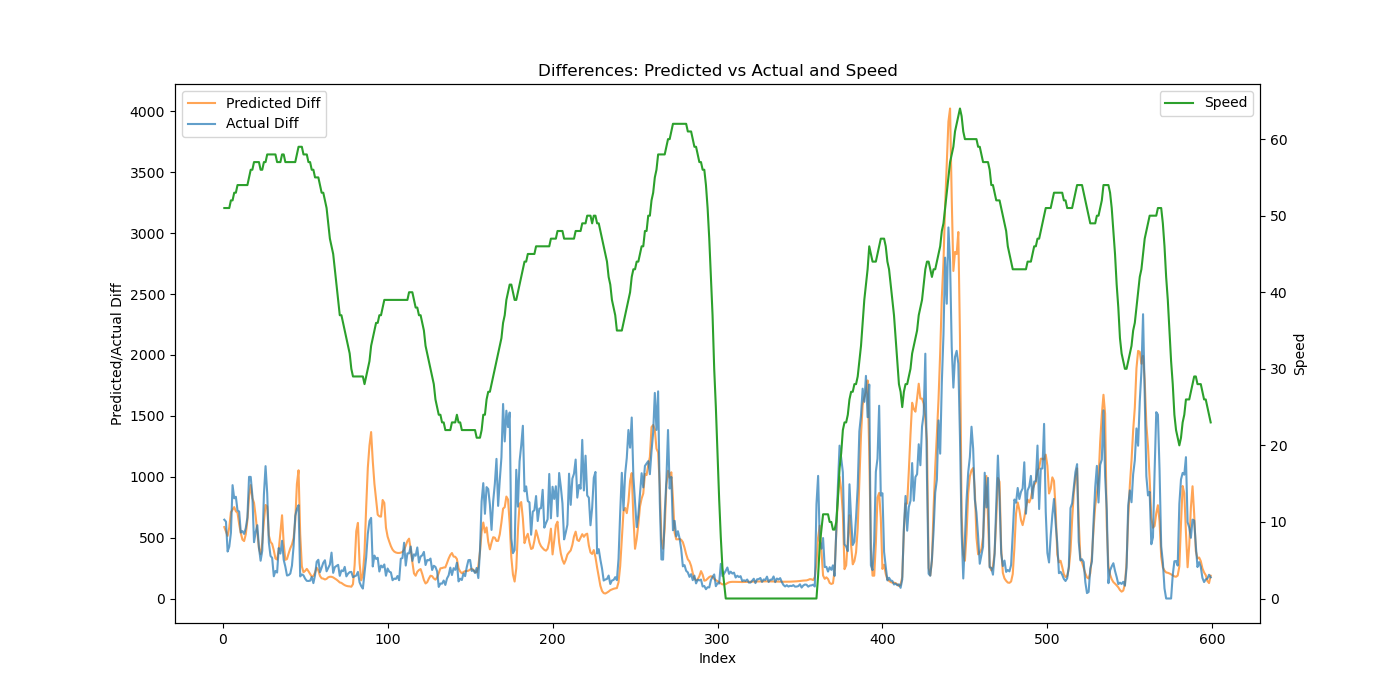 Differences: Predicted vs Actual and Speed
Predicted Diff
Actual Diff
Speed
4000
3500
3000
2500
2000
1500
1000
500
0
Predicted/Actual Diff
60
50
40
30
20
10
0
Speed
0 100 200 300 400 500 600
Index